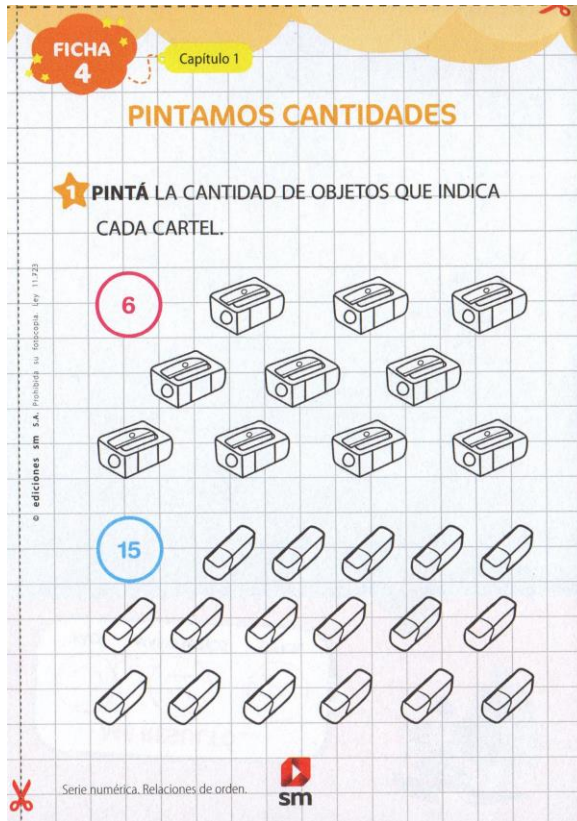 FICHA
4
Capítulo 1
PINTAMOS CANTIDADES
1 PINTÁ LA CANTIDAD DE OBJETOS QUE INDICA
CADA CARTEL.
6
15
© ediciones sm S.A. Prohibida su fotocopia. Ley 11.723
Serie numérica. Relaciones de orden.
sm